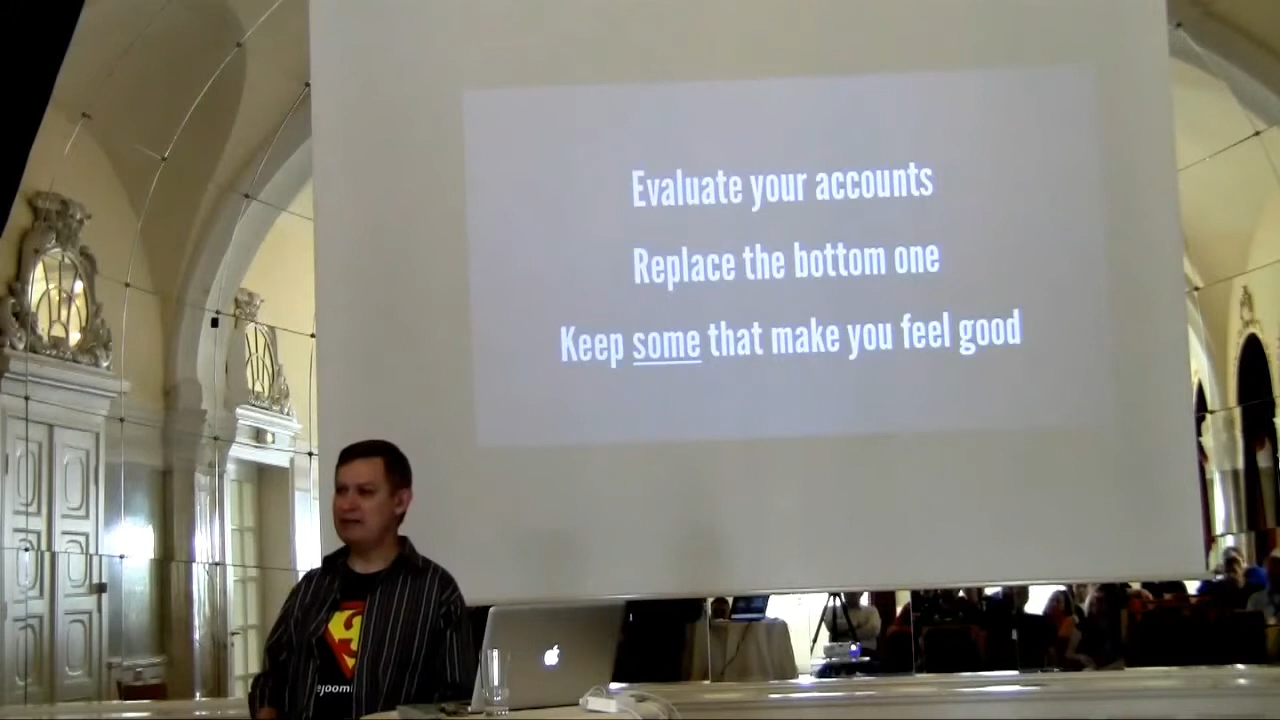 Evaluate your accounts
Replace the bottom one
Keep some that make you feel good